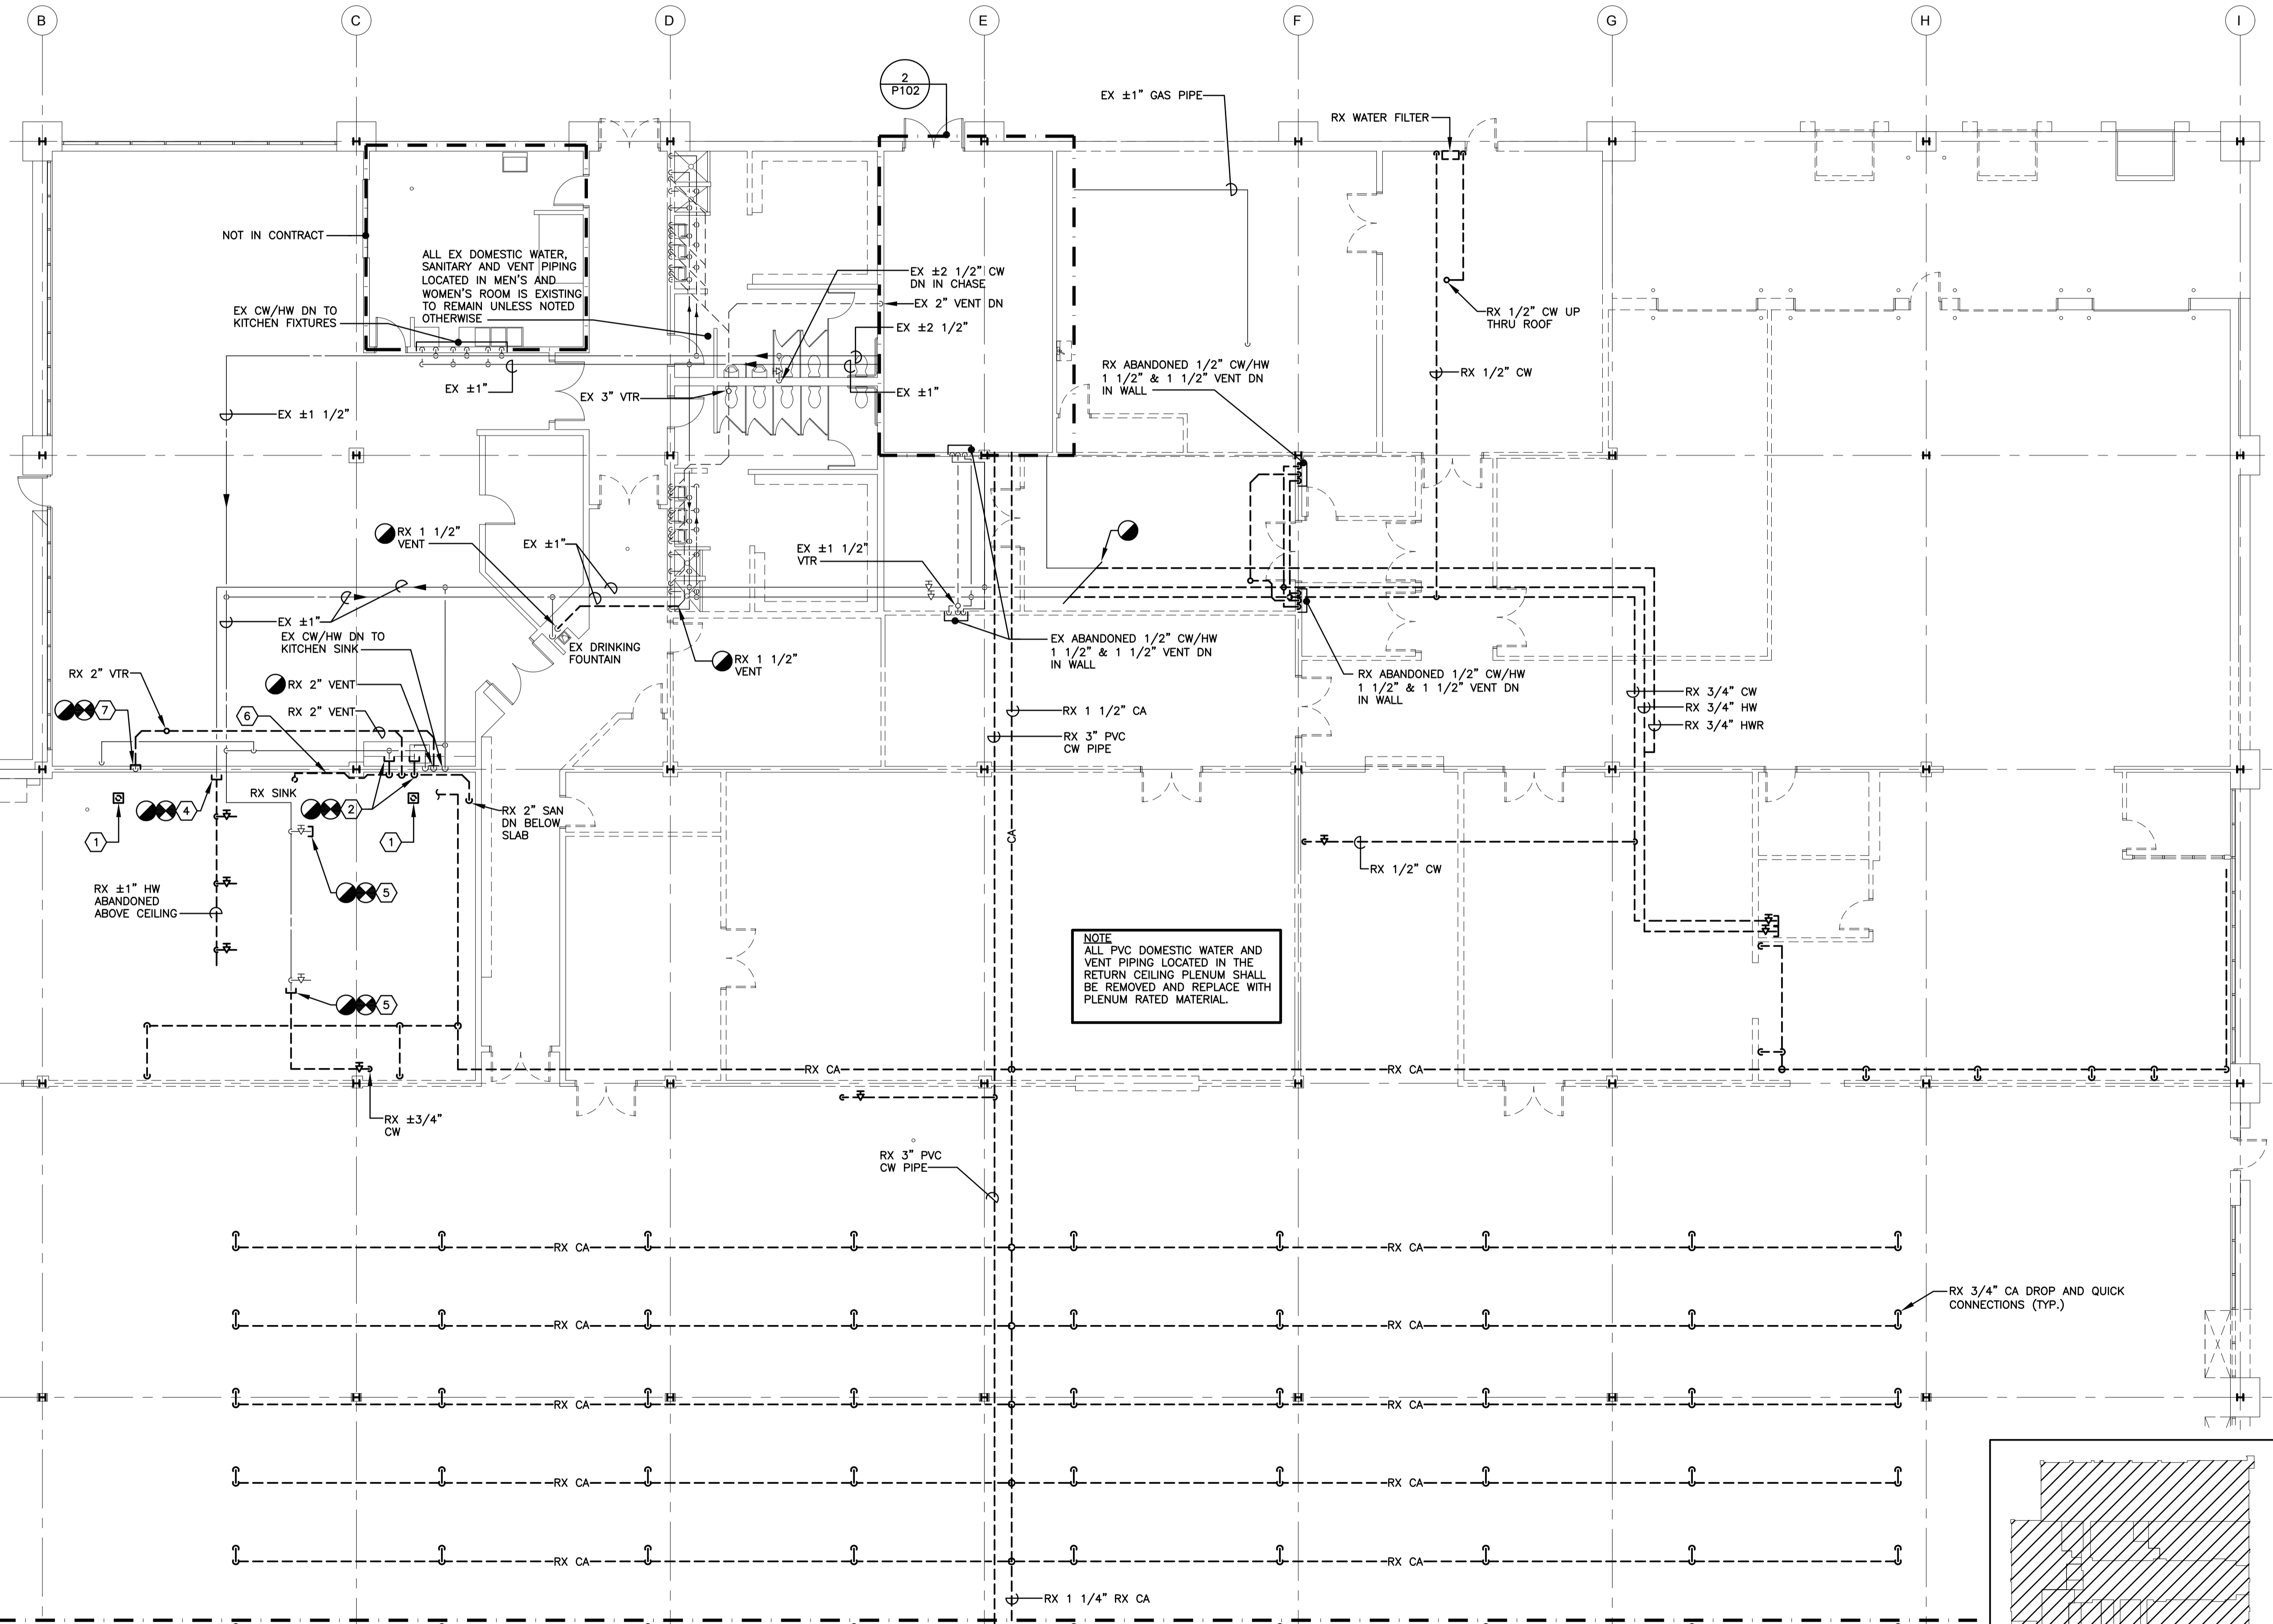 B
C
D
E
F
G
H
I
2
P102
EX ±1" GAS PIPE
RX WATER FILTER
NOT IN CONTRACT
ALL EX DOMESTIC WATER,
SANITARY AND VENT PIPING
LOCATED IN MEN'S AND
WOMEN'S ROOM IS EXISTING
TO REMAIN UNLESS NOTED
OTHERWISE
EX CW/HW DN TO
KITCHEN FIXTURES
EX ±2 1/2" CW
DN IN CHASE
EX 2" VENT DN
EX ±2 1/2"
RX 1/2" CW UP
THRU ROOF
RX ABANDONED 1/2" CW/HW
1 1/2" & 1 1/2" VENT DN
IN WALL
RX 1/2" CW
EX ±1"
EX 3" VTR
EX ±1"
EX ±1 1/2"
RX 1 1/2"
VENT
EX ±1"
EX ±1 1/2"
VTR
EX ±1"
EX CW/HW DN TO
KITCHEN SINK
EX DRINKING
FOUNTAIN
RX 1 1/2"
VENT
EX ABANDONED 1/2" CW/HW
1 1/2" & 1 1/2" VENT DN
IN WALL
RX ABANDONED 1/2" CW/HW
1 1/2" & 1 1/2" VENT DN
IN WALL
RX 2" VTR
RX 2" VENT
RX 2" VENT
7
6
RX 1 1/2" CA
RX 3" PVC
CW PIPE
RX 3/4" CW
RX 3/4" HW
RX 3/4" HWR
RX SINK
4
2
1
1
RX 2" SAN
DN BELOW
SLAB
CA
RX 1/2" CW
RX ±1" HW
ABANDONED
ABOVE CEILING
5
5
NOTE
ALL PVC DOMESTIC WATER AND
VENT PIPING LOCATED IN THE
RETURN CEILING PLENUM SHALL
BE REMOVED AND REPLACE WITH
PLENUM RATED MATERIAL.
RX CA
RX CA
RX ±3/4"
CW
RX 3" PVC
CW PIPE
RX CA
RX CA
RX 3/4" CA DROP AND QUICK
CONNECTIONS (TYP.)
RX CA
RX CA
RX CA
RX CA
RX CA
RX CA
RX CA
RX CA
RX 1 1/4" RX CA